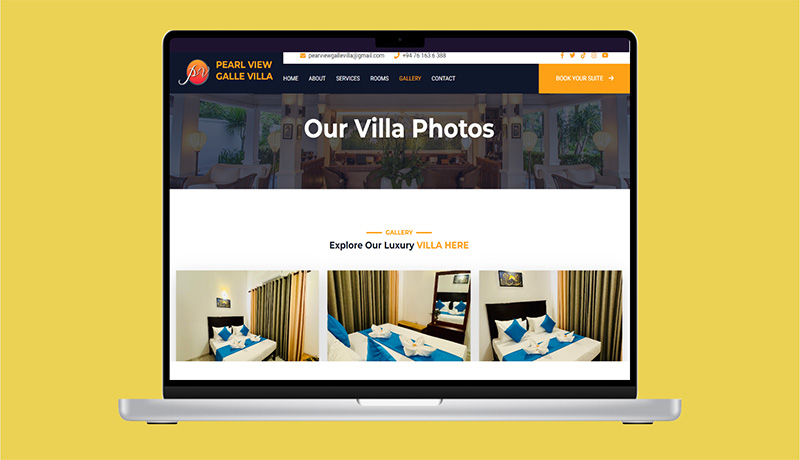 pearlviewgallevilla@gmail.com +94 76 163 6 388
PEARL VIEW
GALLE VILLA
HOME ABOUT SERVICES ROOMS GALLERY CONTACT
BOOK YOUR SUITE
Our Villa Photos
GALLERY
Explore Our Luxury VILLA HERE